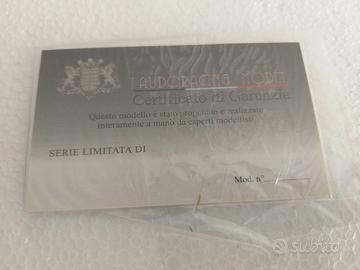 LAUDORACING MODEL
Certificato di Garanzia
Questo modello è stato progettato e realizzato
interamente a mano da esperti modellisti.
SERIE LIMITATA DI
Mod. n°
subito